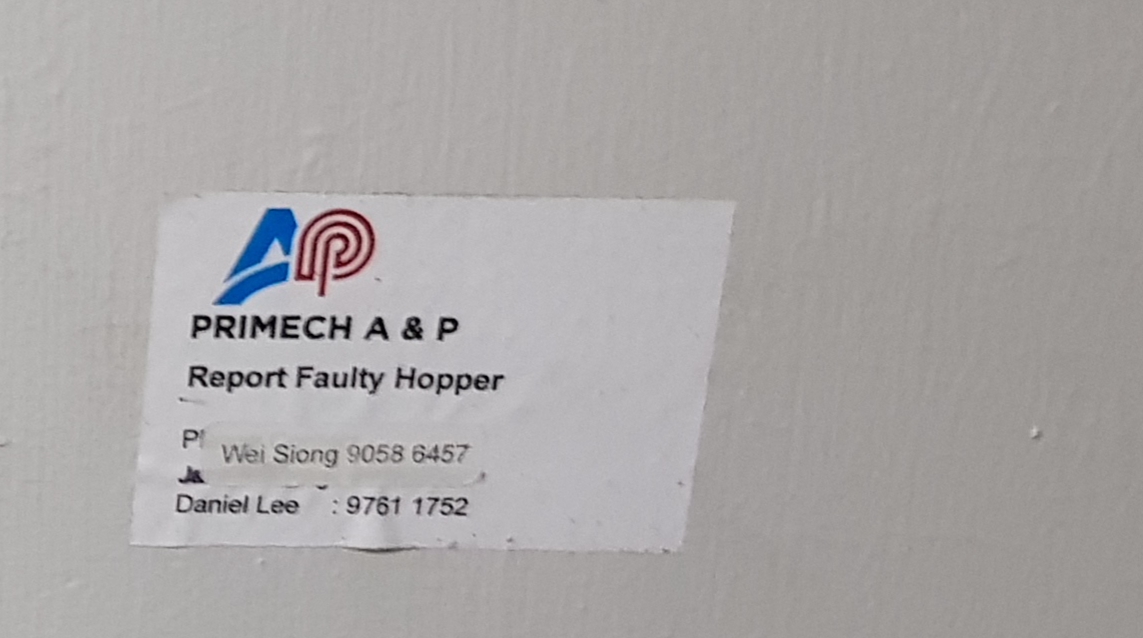 AP
PRIMECH A & P
Report Faulty Hopper
Wei Siong 9058 6457
Daniel Lee : 9761 1752